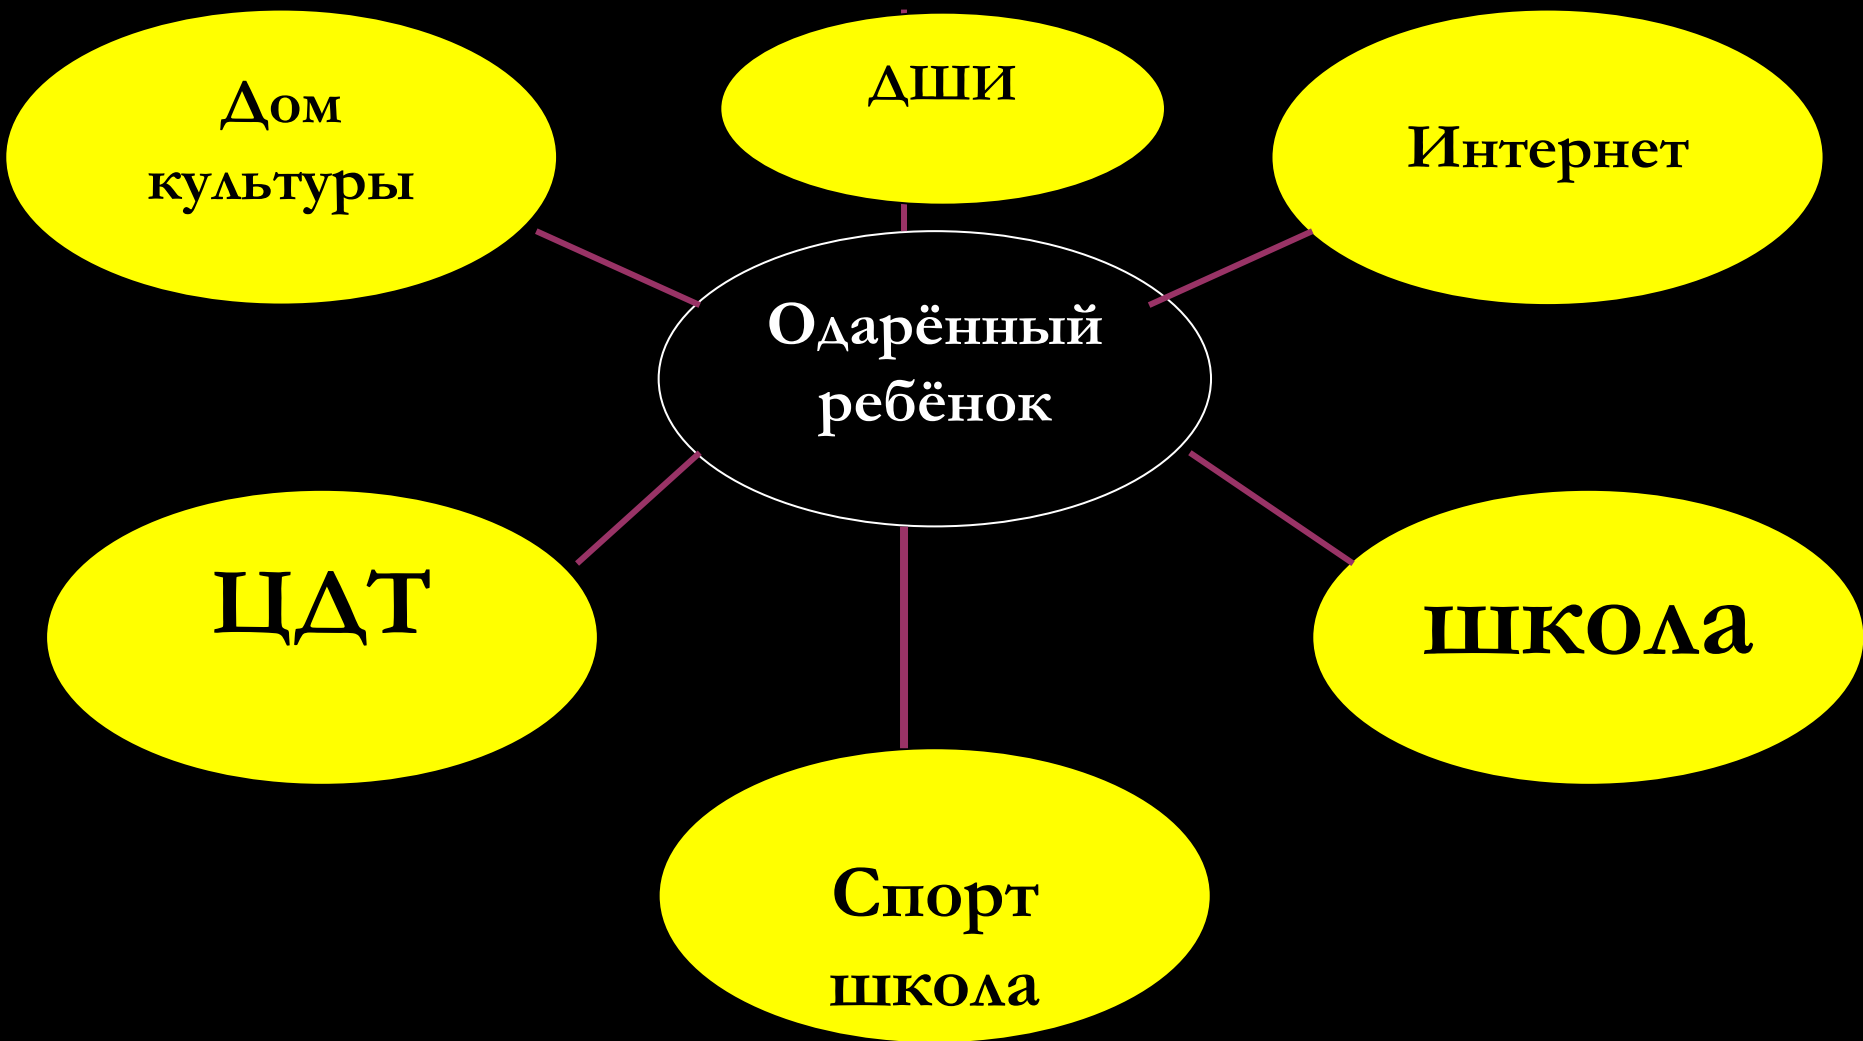 Дом
культуры
ДШИ
Интернет
Одарённый
ребёнок
ЦДТ
школа
Спорт
школа